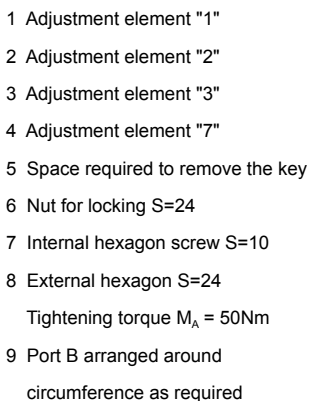 1 Adjustment element "1"
2 Adjustment element "2"
3 Adjustment element "3"
4 Adjustment element "7"
5 Space required to remove the key
6 Nut for locking S=24
7 Internal hexagon screw S=10
8 External hexagon S=24
Tightening torque MA = 50Nm
9 Port B arranged around
circumference as required